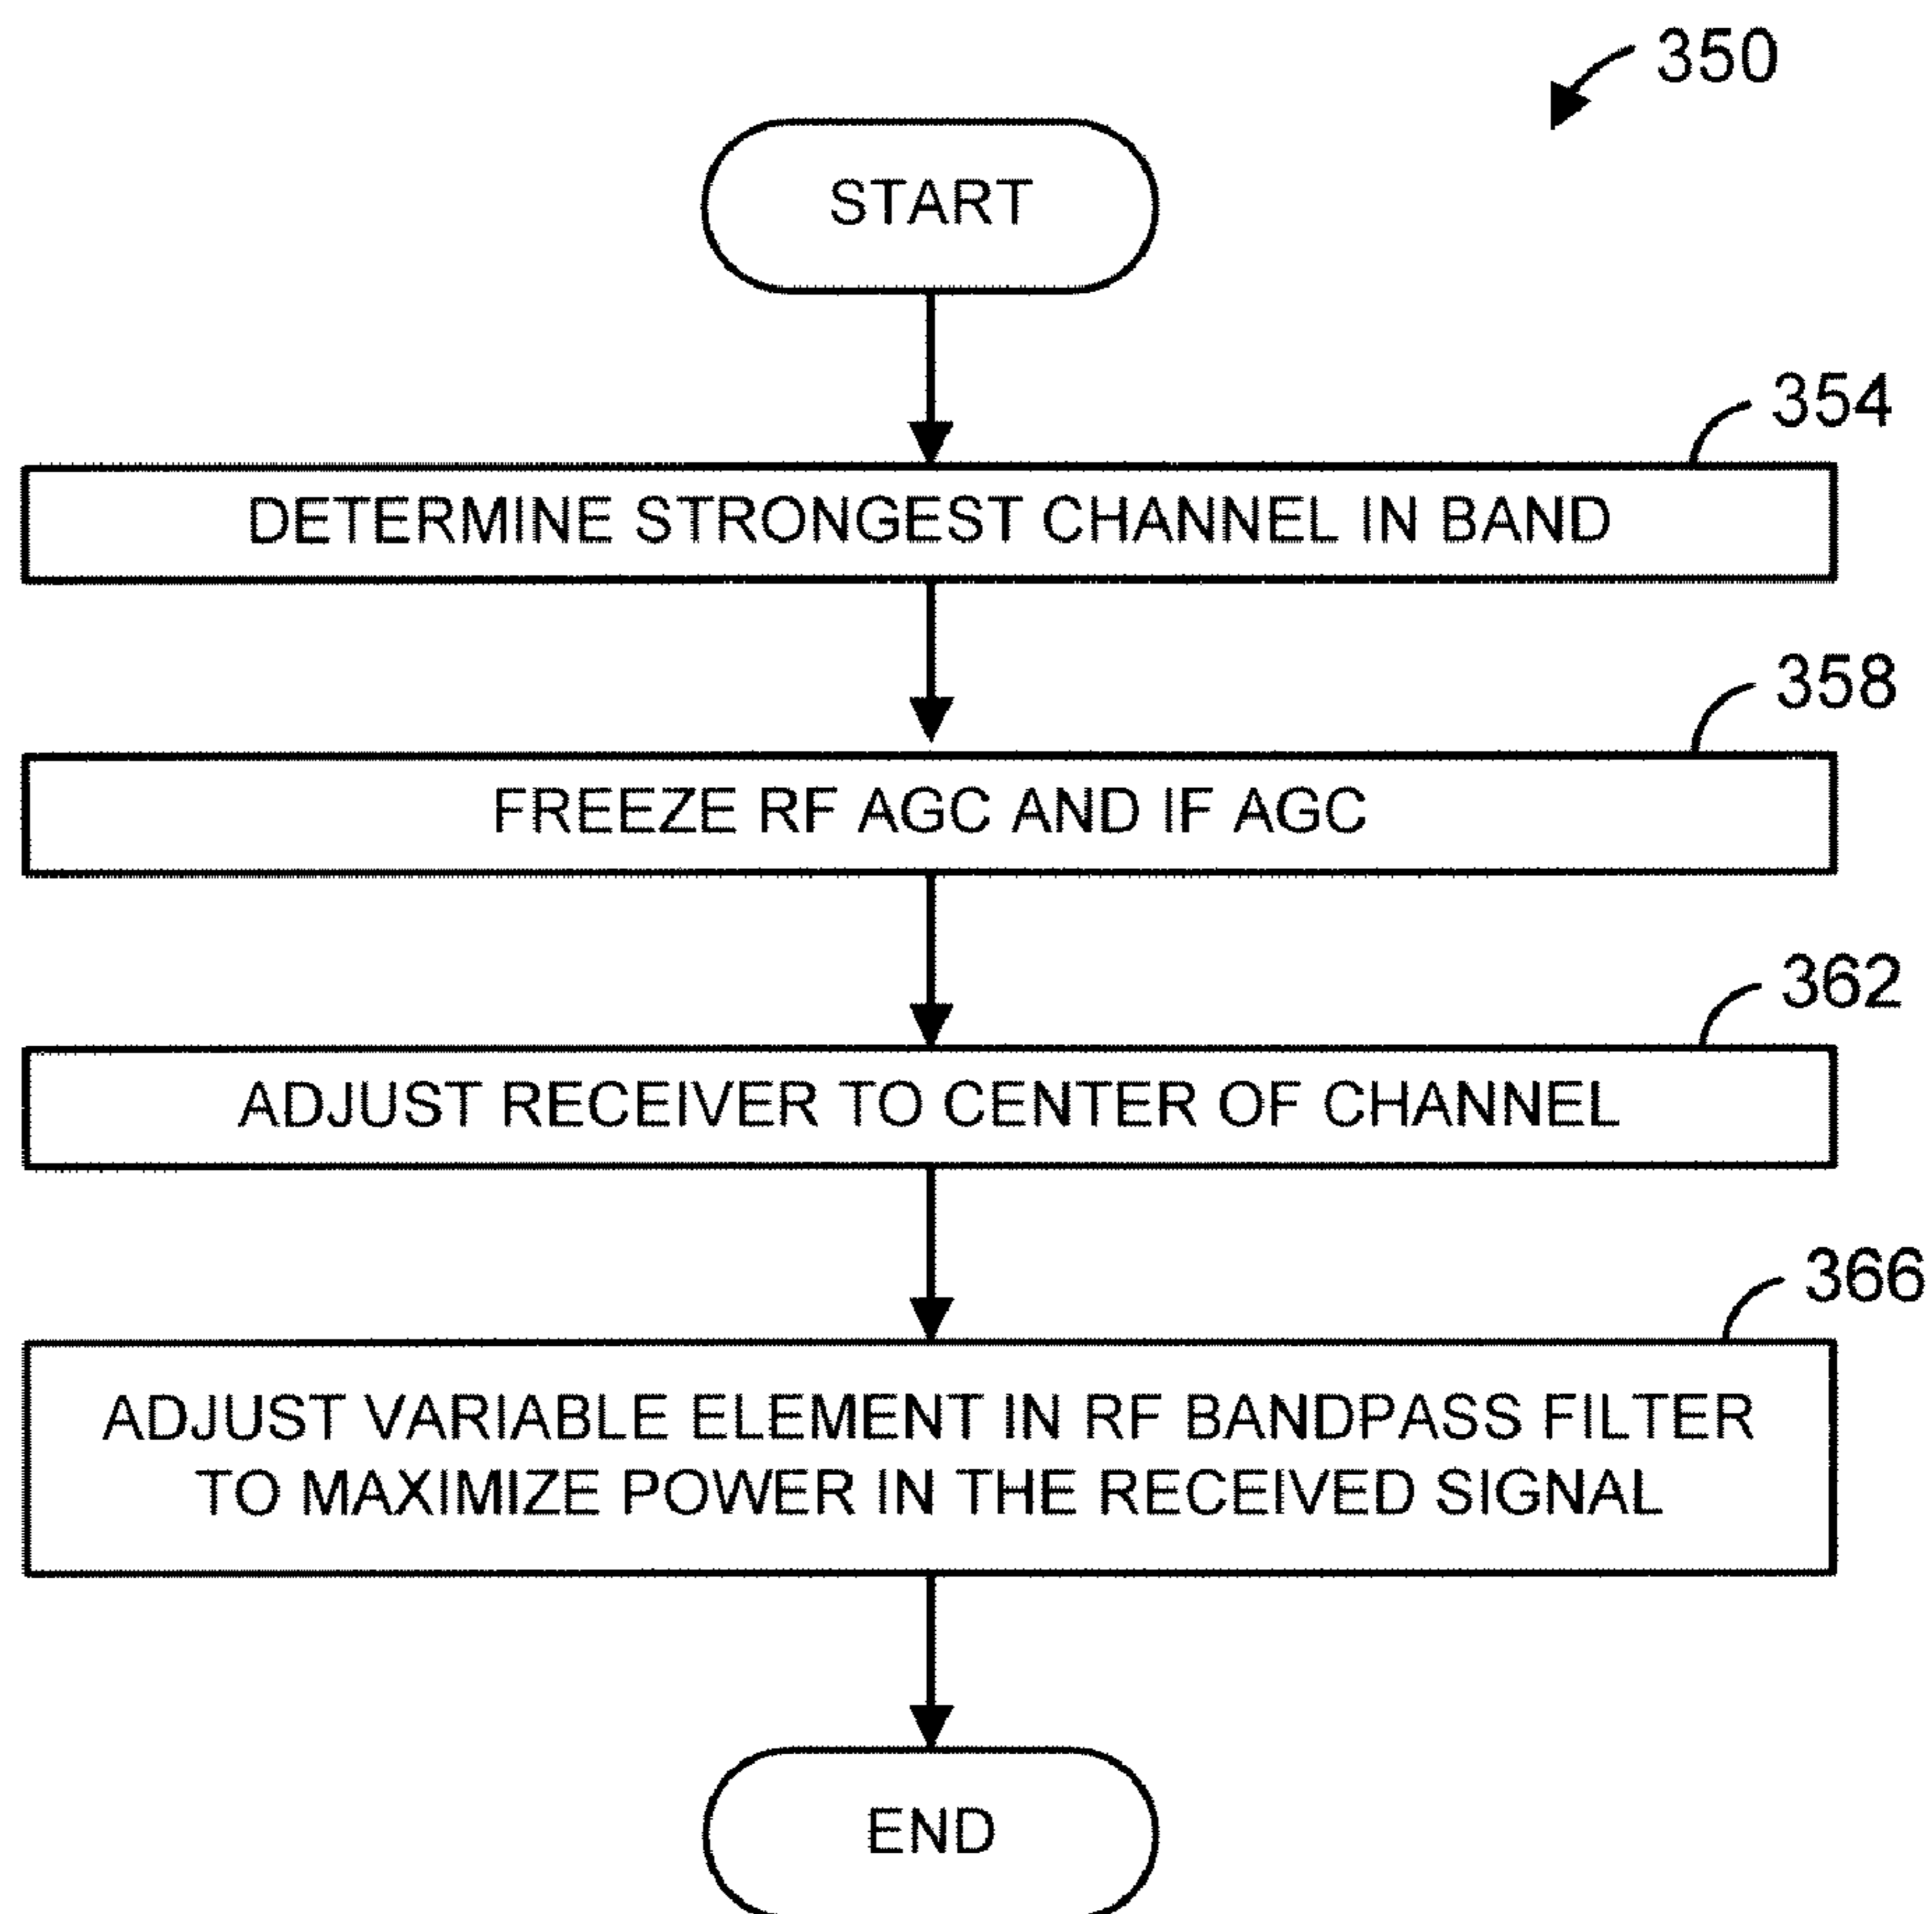 350
START
354
DETERMINE STRONGEST CHANNEL IN BAND
358
FREEZE RF AGC AND IF AGC
362
ADJUST RECEIVER TO CENTER OF CHANNEL
366
ADJUST VARIABLE ELEMENT IN RF BANDPASS FILTER
TO MAXIMIZE POWER IN THE RECEIVED SIGNAL
END